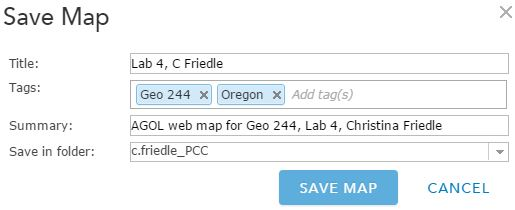 Save Map ×
Title: Lab 4, C Friedle
Tags: Geo 244 × Oregon × Add tag(s)
Summary: AGOL web map for Geo 244, Lab 4, Christina Friedle
Save in folder: c.friedle_PCC
SAVE MAP CANCEL